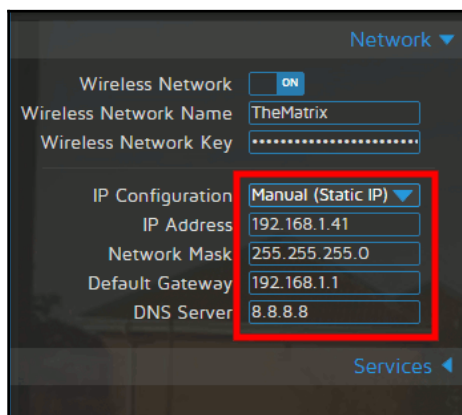 Network
Wireless Network ON
Wireless Network Name TheMatrix
Wireless Network Key ••••••••••••••••••••••••
IP Configuration Manual (Static IP)
IP Address 192.168.1.41
Network Mask 255.255.255.0
Default Gateway 192.168.1.1
DNS Server 8.8.8.8
Services